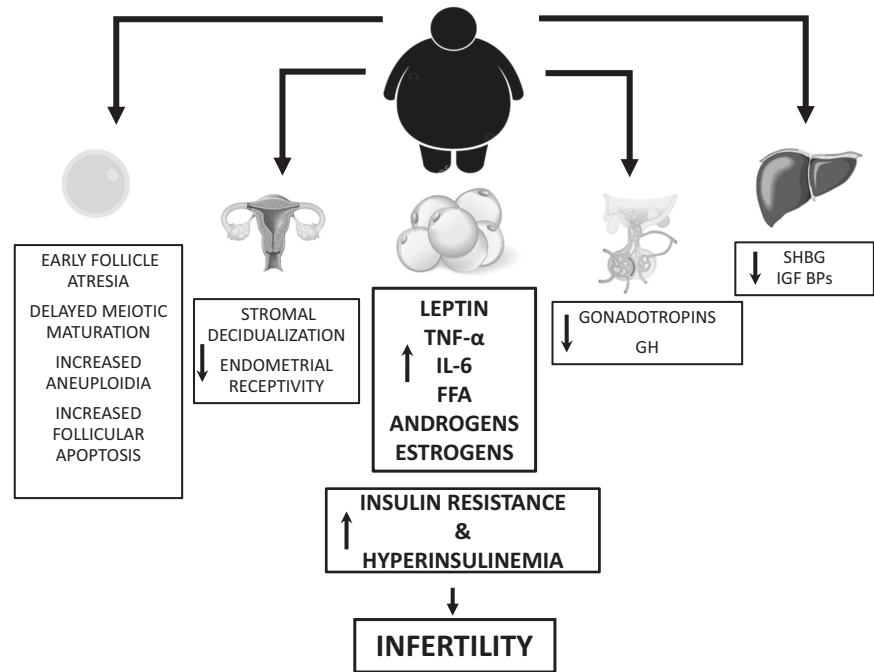 EARLY FOLLICLE
ATRESIA
DELAYED MEIOTIC
MATURATION
INCREASED
ANEUPLOIDIA
INCREASED
FOLLICULAR
APOPTOSIS
STROMAL
DECIDUALIZATION
ENDOMETRIAL
RECEPTIVITY
LEPTIN
TNF-α
IL-6
FFA
ANDROGENS
ESTROGENS
GONADOTROPINS
GH
SHBG
IGF BPs
INSULIN RESISTANCE
&
HYPERINSULINEMIA
INFERTILITY